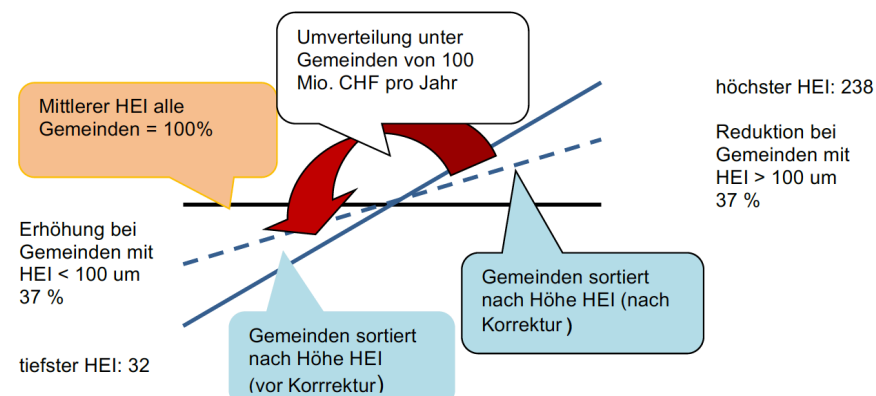 Umverteilung unter
Gemeinden von 100
Mio. CHF pro Jahr
Mittlerer HEI alle
Gemeinden = 100%
höchster HEI: 238
Reduktion bei
Gemeinden mit
HEI > 100 um
37 %
Erhöhung bei
Gemeinden mit
HEI < 100 um
37 %
Gemeinden sortiert
nach Höhe HEI (nach
Korrektur )
Gemeinden sortiert
nach Höhe HEI
(vor Korrrektur)
tiefster HEI: 32